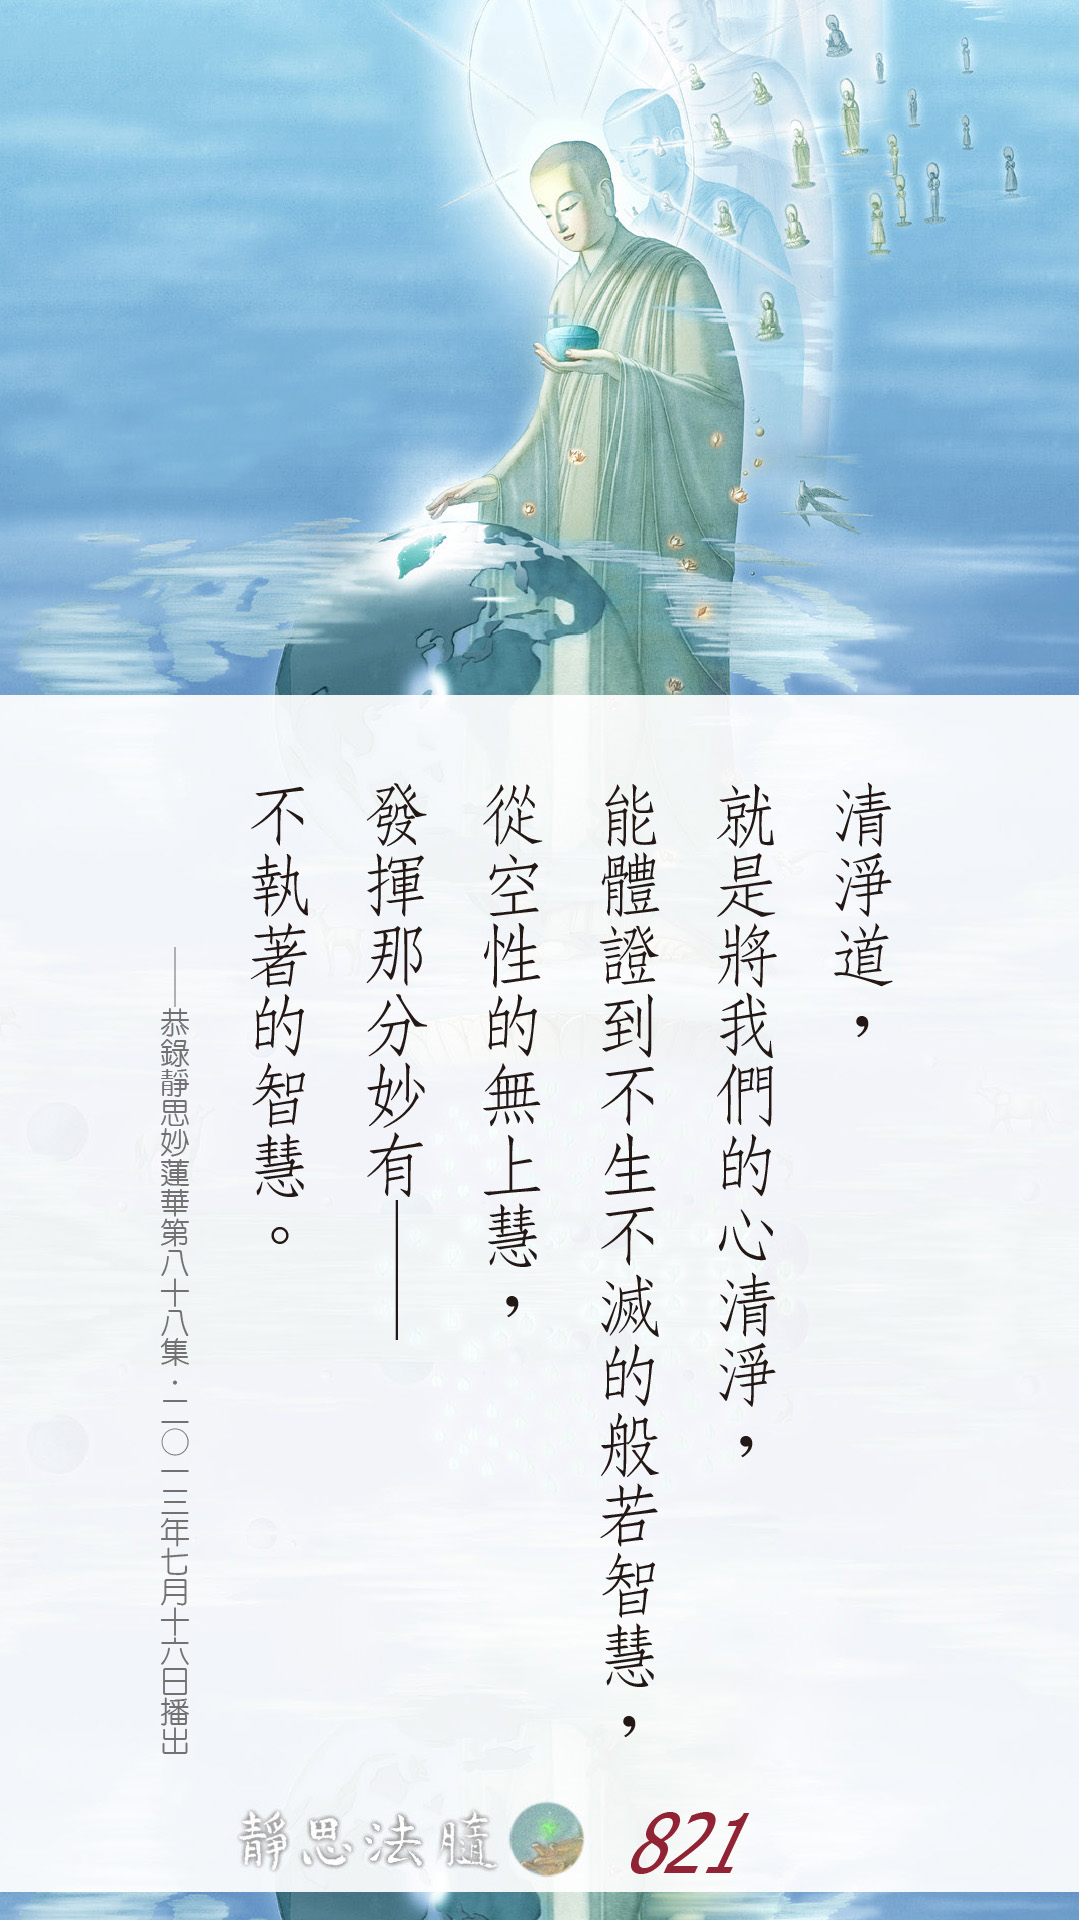 清淨道，
就是將我們的心清淨，
能體證到不生不滅的般若智慧，
從空性的無上慧，
發揮那分妙有——
不執著的智慧。
——恭錄靜思妙蓮華第八十八集．二〇一三年七月十六日播出
靜思法髓 821